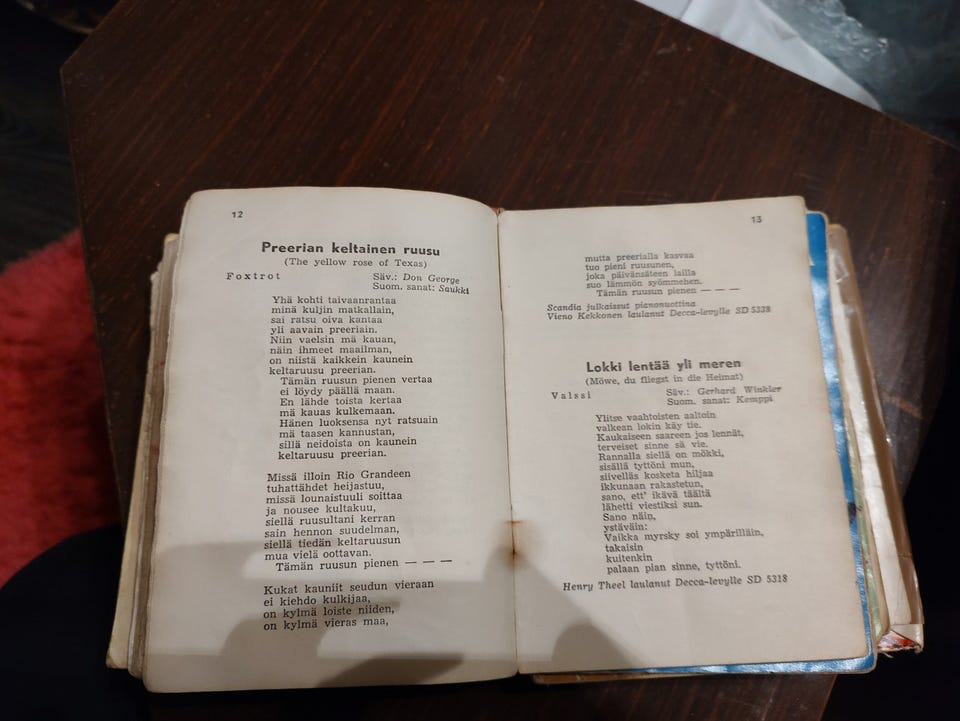 12
Preerian keltainen ruusu
(The yellow rose of Texas)
Foxtrot Säv.: Don George
Suom. sanat: Saukki
Yhä kohti taivaanrantaa
minä kuljin matkallain,
sai ratsu oiva kantaa
yli aavain preeriain.
Niin vaelsin mä kauan,
näin ihmeet maailman,
on niistä kaikkein kaunein
keltaruusu preerian.
Tämän ruusun pienen vertaa
ei löydy päällä maan.
En lähde toista kertaa
mä kauas kulkemaan.
Hänen luoksensa nyt ratsuain
mä taasen kannustan,
sillä neidoista on kaunein
keltaruusu preerian.
Missä illoin Rio Grandeen
tuhattähdet heijastuu,
missä lounaistuuli soittaa
ja nousee kultakuu,
siellä ruusultani kerran
sain hennon suudelman,
siellä tiedän keltaruusun
mua vielä oottavan.
Tämän ruusun pienen — — —
Kukat kauniit seudun vieraan
ei kiehdo kulkijaa,
on kylmä loiste niiden,
on kylmä vieras maa,
13
mutta preerialla kasvaa
tuo pieni ruusunen,
joka päivänsäteen lailla
suo lämmön syömmehen.
Tämän ruusun pienen — — —
Scandia julkaissut pianonuottina
Vieno Kekkonen laulanut Decca-levylle SD 5338
Lokki lentää yli meren
(Möwe, du fliegst in die Heimat)
Valssi Säv.: Gerhard Winkler
Suom. sanat: Kemppi
Ylitse vaahtoisten aaltoin
valkean lokin käy tie.
Kaukaiseen saareen jos lennät,
terveiset sinne sä vie.
Rannalla siellä on mökki,
sisällä tyttöni mun,
siivelläs kosketa hiljaa
ikkunaan rakastetun,
sano, ett' ikävä täältä
lähetti viestiksi sun.
Sano näin,
ystäväin:
Vaikka myrsky soi ympärilläin,
takaisin
kuitenkin
palaan pian sinne, tyttöni.
Henry Theel laulanut Decca-levylle SD 5318